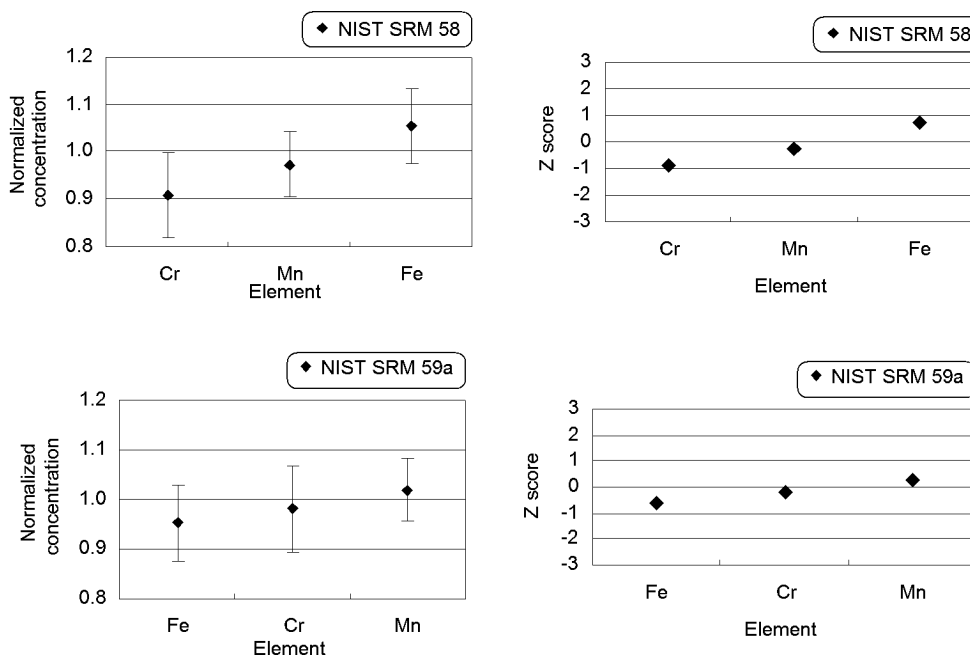 NIST SRM 58
1.2
1.1
1.0
0.9
0.8
Normalized
concentration
Cr Mn Fe
Element
NIST SRM 58
3
2
1
0
-1
-2
-3
Z score
Cr Mn Fe
Element
NIST SRM 59a
1.2
1.1
1.0
0.9
0.8
Normalized
concentration
Fe Cr Mn
Element
NIST SRM 59a
3
2
1
0
-1
-2
-3
Z score
Fe Cr Mn
Element